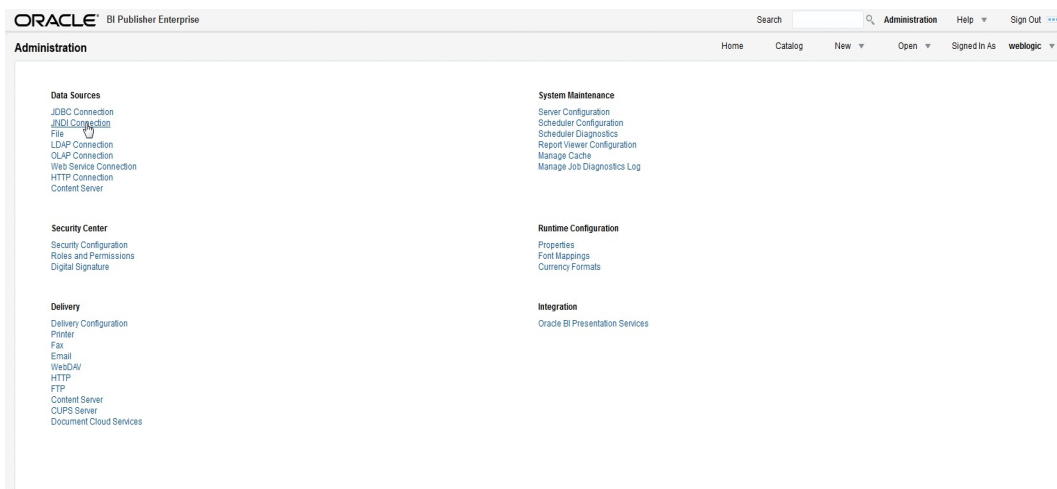 ORACLE BI Publisher Enterprise
Search Administration Help Sign Out
Administration
Home Catalog New Open Signed In As weblogic
Data Sources
JDBC Connection
JNDI Connection
File
LDAP Connection
OLAP Connection
Web Service Connection
HTTP Connection
Content Server
System Maintenance
Server Configuration
Scheduler Configuration
Scheduler Diagnostics
Report Viewer Configuration
Manage Cache
Manage Job Diagnostics Log
Security Center
Security Configuration
Roles and Permissions
Digital Signature
Runtime Configuration
Properties
Font Mappings
Currency Formats
Delivery
Delivery Configuration
Printer
Fax
Email
WebDAV
HTTP
FTP
Content Server
CUPS Server
Document Cloud Services
Integration
Oracle BI Presentation Services